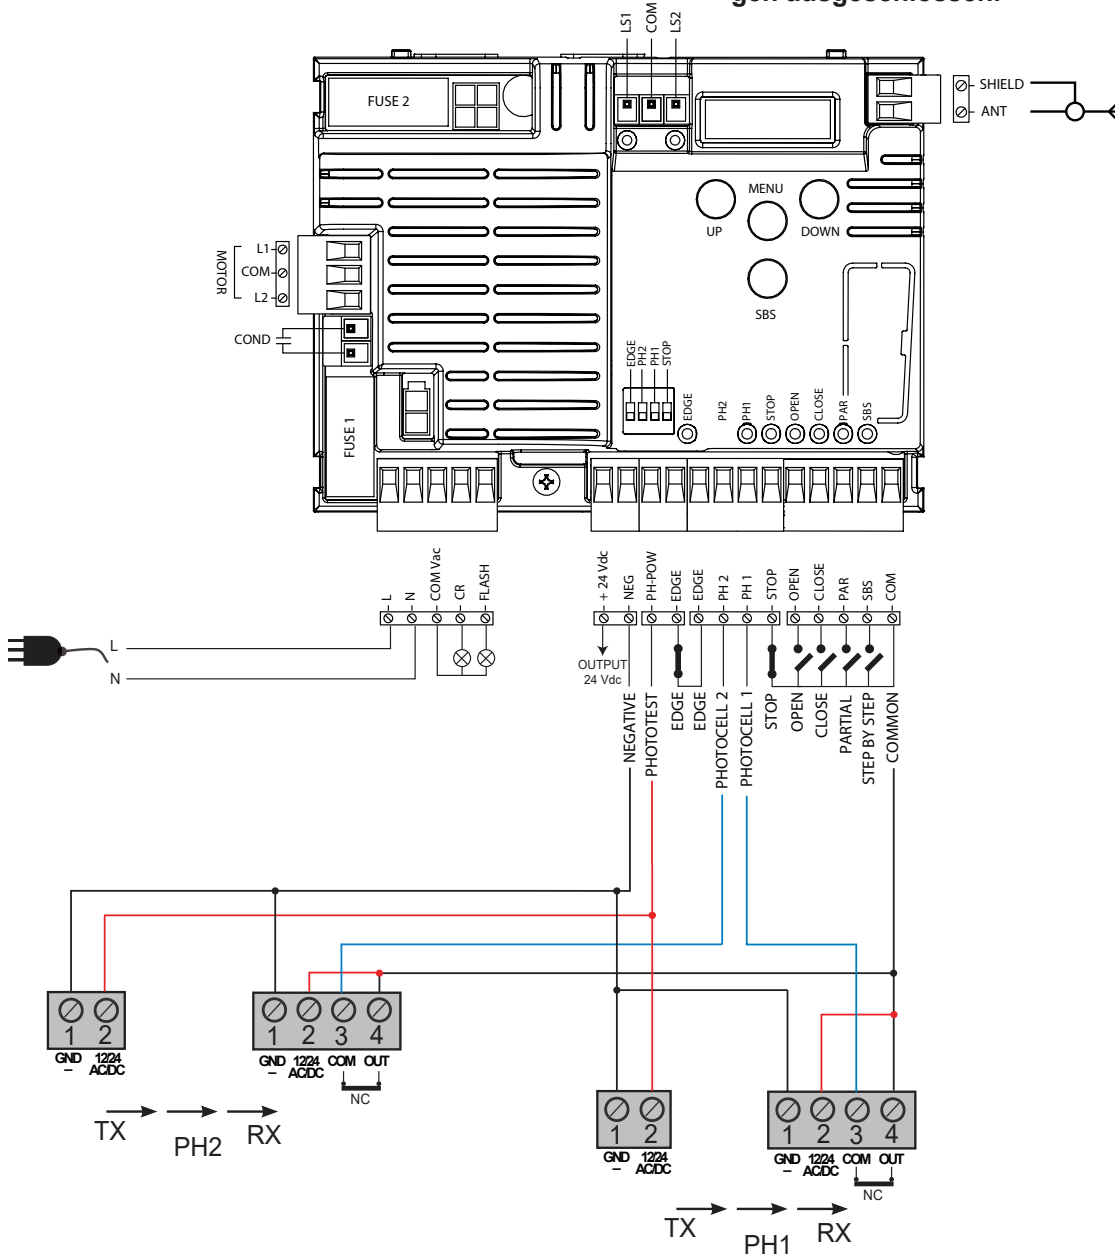 LS1
COM
LS2
FUSE 2
SHIELD
ANT
MENU
UP
DOWN
SBS
MOTOR
L1
COM
L2
COND
FUSE 1
EDGE
PH2
PH1
STOP
EDGE
PH2
PH1
STOP
OPEN
CLOSE
PAR
SBS
L
N
COM Vac
CR
FLASH
+ 24 Vdc
NEG
PH-POW
EDGE
EDGE
PH 2
PH 1
STOP
OPEN
CLOSE
PAR
SBS
COM
L
N
OUTPUT
24 Vdc
NEGATIVE
PHOTOTEST
EDGE
EDGE
PHOTOCELL 2
PHOTOCELL 1
STOP
OPEN
CLOSE
PARTIAL
STEP BY STEP
COMMON
1 2
GND 12/24
– AC/DC
1 2 3 4
GND 12/24 COM OUT
– AC/DC
NC
TX PH2 RX
1 2
GND 12/24
– AC/DC
1 2 3 4
GND 12/24 COM OUT
– AC/DC
NC
TX PH1 RX